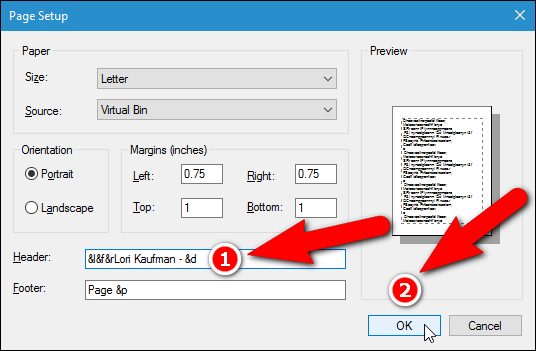 Page Setup
Paper
Size:
Letter
Source:
Virtual Bin
Orientation
Portrait
Landscape
Margins (inches)
Left:
0.75
Right:
0.75
Top:
1
Bottom:
1
Header:
&l&f&rLori Kaufman - &d
1
Footer:
Page &p
Preview
2
OK
Cancel